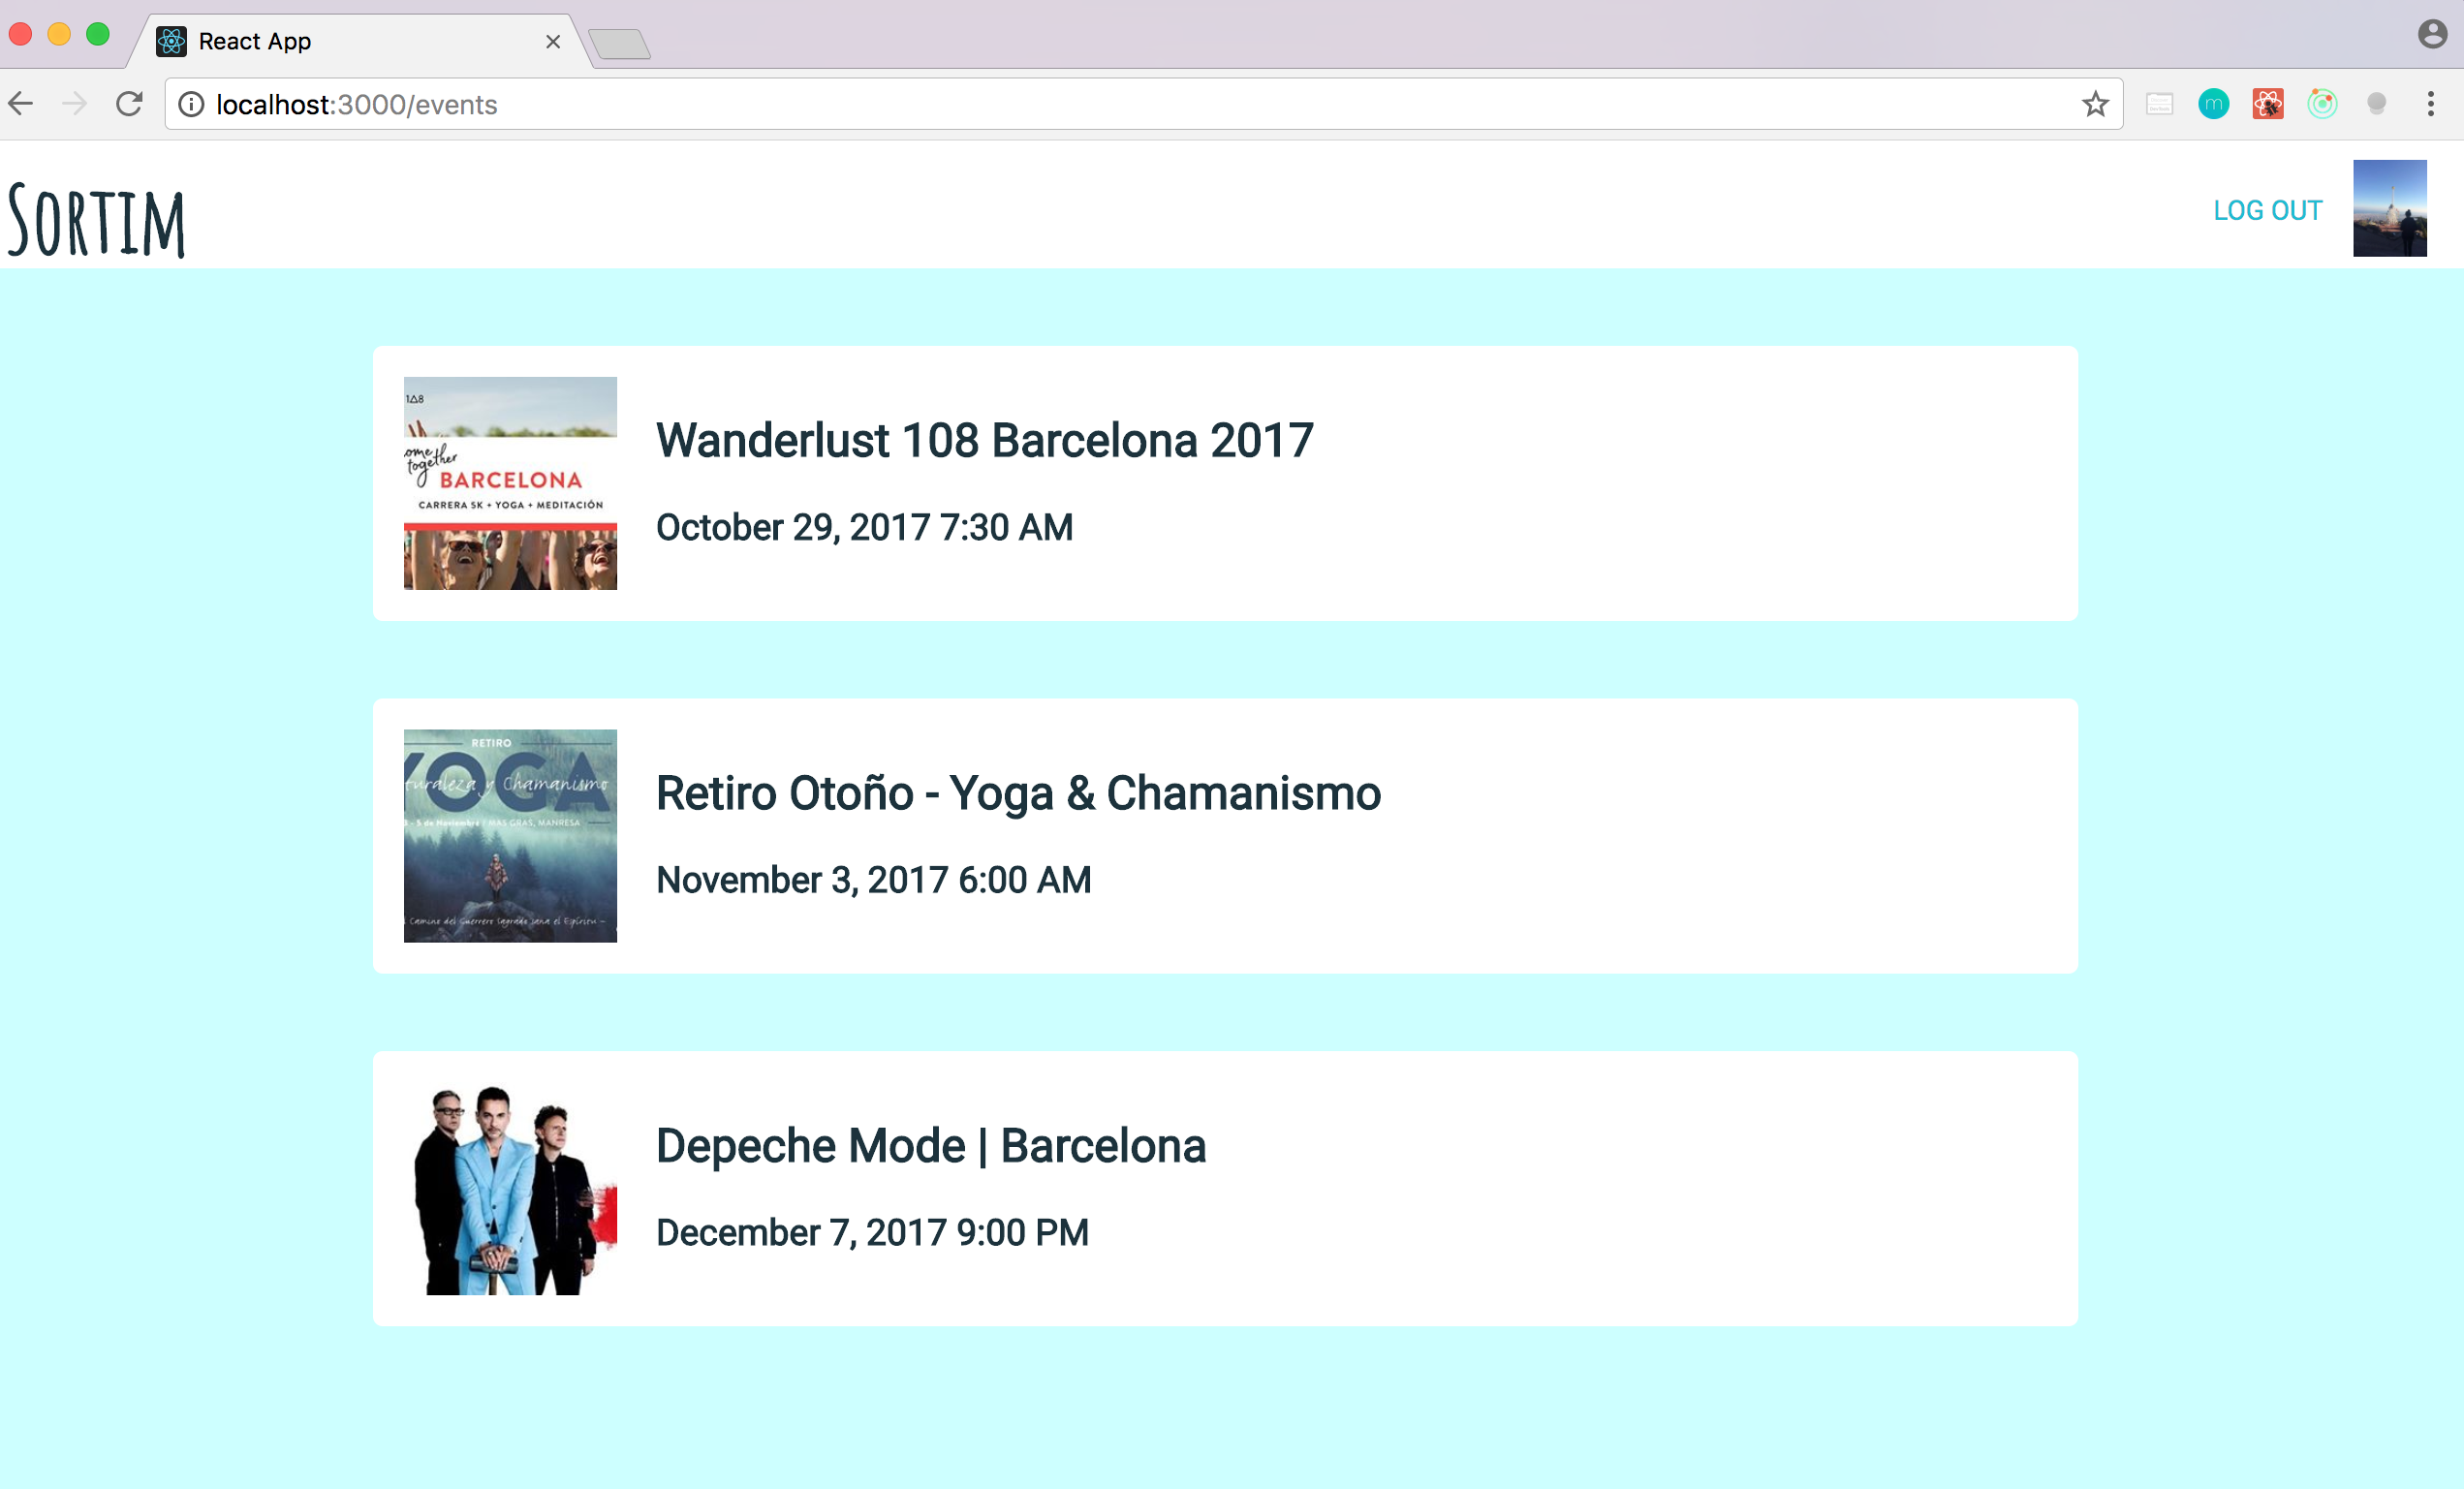 React App
localhost:3000/events
SORTIM
LOG OUT
1Δ8
ome
together
BARCELONA
CARRERA 5K + YOGA + MEDITACIÓN
Wanderlust 108 Barcelona 2017
October 29, 2017 7:30 AM
RETIRO
YOGA
turaleza y Chamanismo
3 - 5 de Noviembre / MAS GRAS, MANRESA
Camino del Guerrero Sagrado para el Espíritu –
Retiro Otoño - Yoga & Chamanismo
November 3, 2017 6:00 AM
Depeche Mode | Barcelona
December 7, 2017 9:00 PM